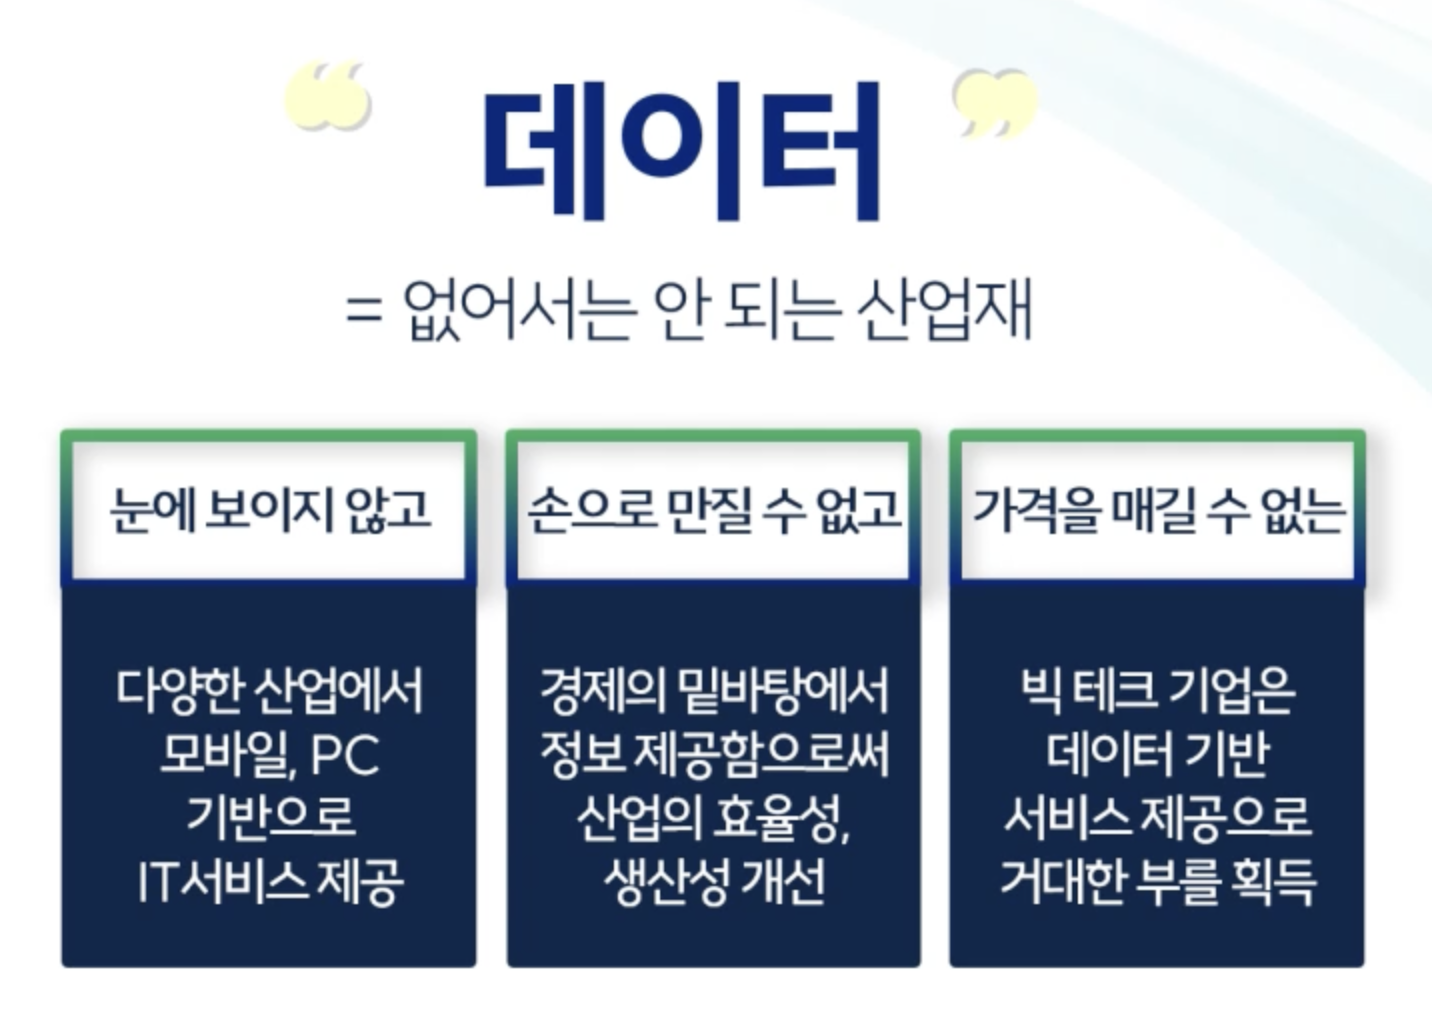 “ 데이터 ”
= 없어서는 안 되는 산업재
눈에 보이지 않고
다양한 산업에서
모바일, PC
기반으로
IT서비스 제공
손으로 만질 수 없고
경제의 밑바탕에서
정보 제공함으로써
산업의 효율성,
생산성 개선
가격을 매길 수 없는
빅 테크 기업은
데이터 기반
서비스 제공으로
거대한 부를 획득